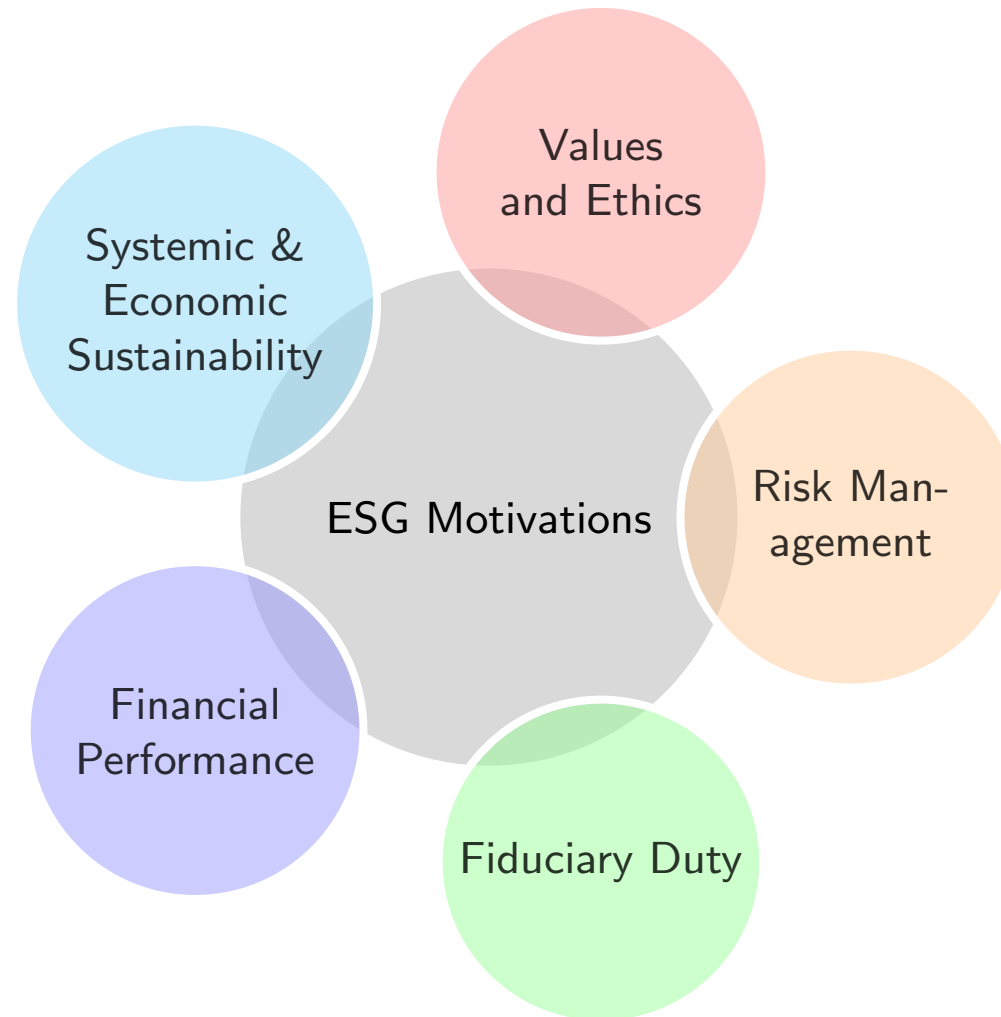 Values
and Ethics
Systemic &
Economic
Sustainability
Risk Man-
agement
ESG Motivations
Financial
Performance
Fiduciary Duty